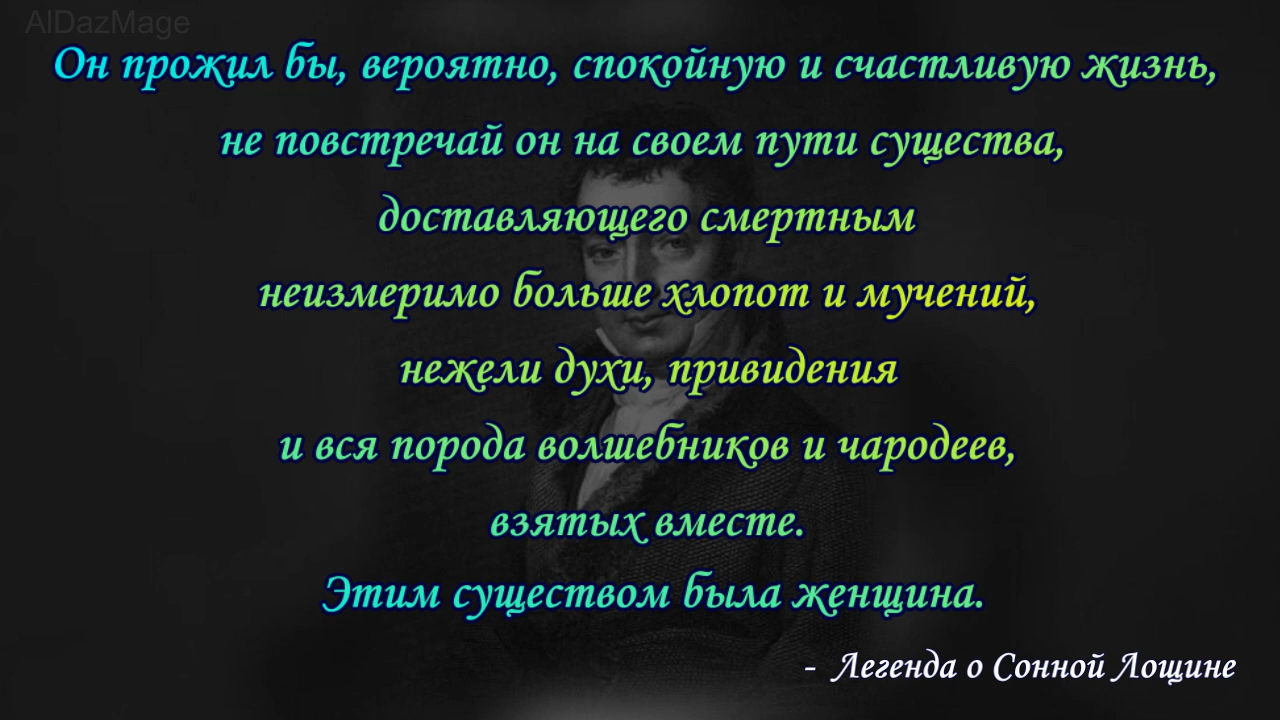 AlDazMage
Он прожил бы, вероятно, спокойную и счастливую жизнь,
не повстречай он на своем пути существа,
доставляющего смертным
неизмеримо больше хлопот и мучений,
нежели духи, привидения
и вся порода волшебников и чародеев,
взятых вместе.
Этим существом была женщина.
- Легенда о Сонной Лощине